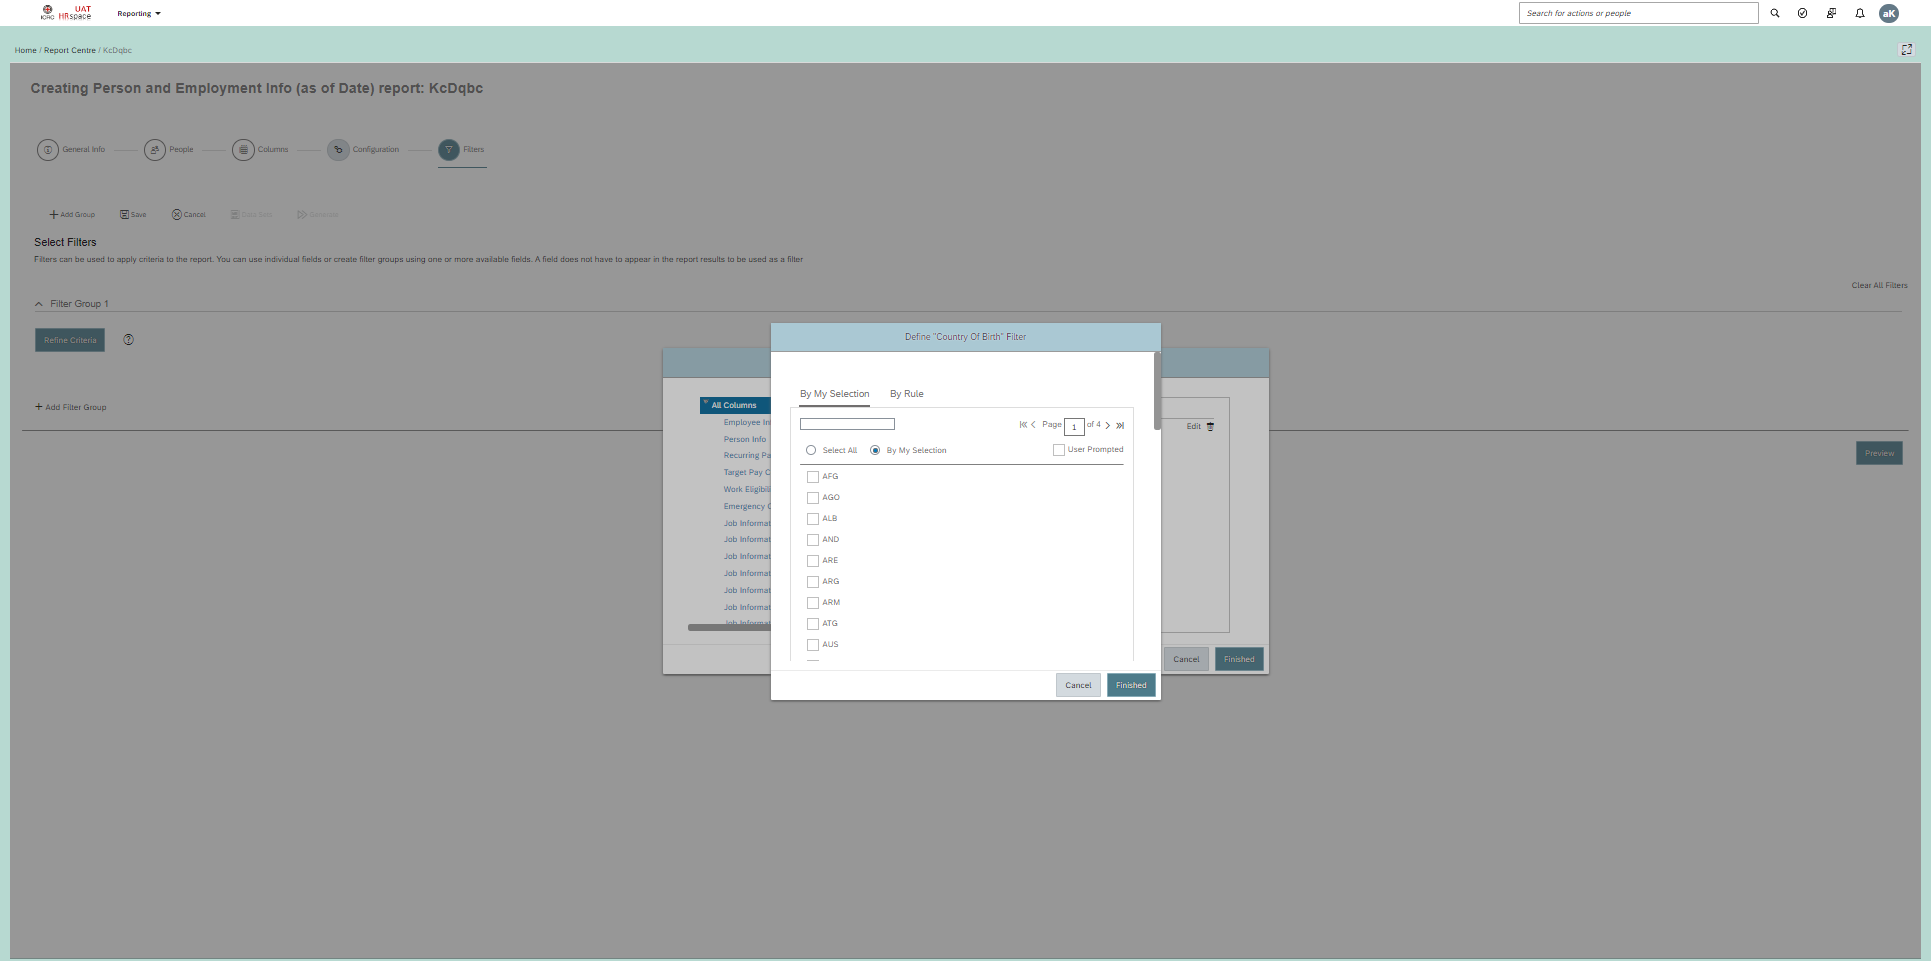 ICRC
UAT
HRspace
Reporting
Search for actions or people
aK
Home / Report Centre / KcDqbc
Creating Person and Employment Info (as of Date) report: KcDqbc
General Info
People
Columns
Configuration
Filters
Add Group
Save
Cancel
Generate
Select Filters
Filters can be used to apply criteria to the report. You can use individual fields or create filter groups using one or more available fields. A field does not have to appear in the report results to be used as a filter
Clear All Filters
Filter Group 1
Refine Criteria
Add Filter Group
Preview
All Columns
Employee In
Person Info
Recurring Pa
Target Pay C
Work Eligibili
Emergency C
Job Informat
Job Informat
Job Informat
Job Informat
Job Informat
Job Informat
Job Informat
Edit
Cancel
Finished
Define "Country Of Birth" Filter
By My Selection
By Rule
Page 1 of 4
Select All
By My Selection
User Prompted
AFG
AGO
ALB
AND
ARE
ARG
ARM
ATG
AUS
Cancel
Finished